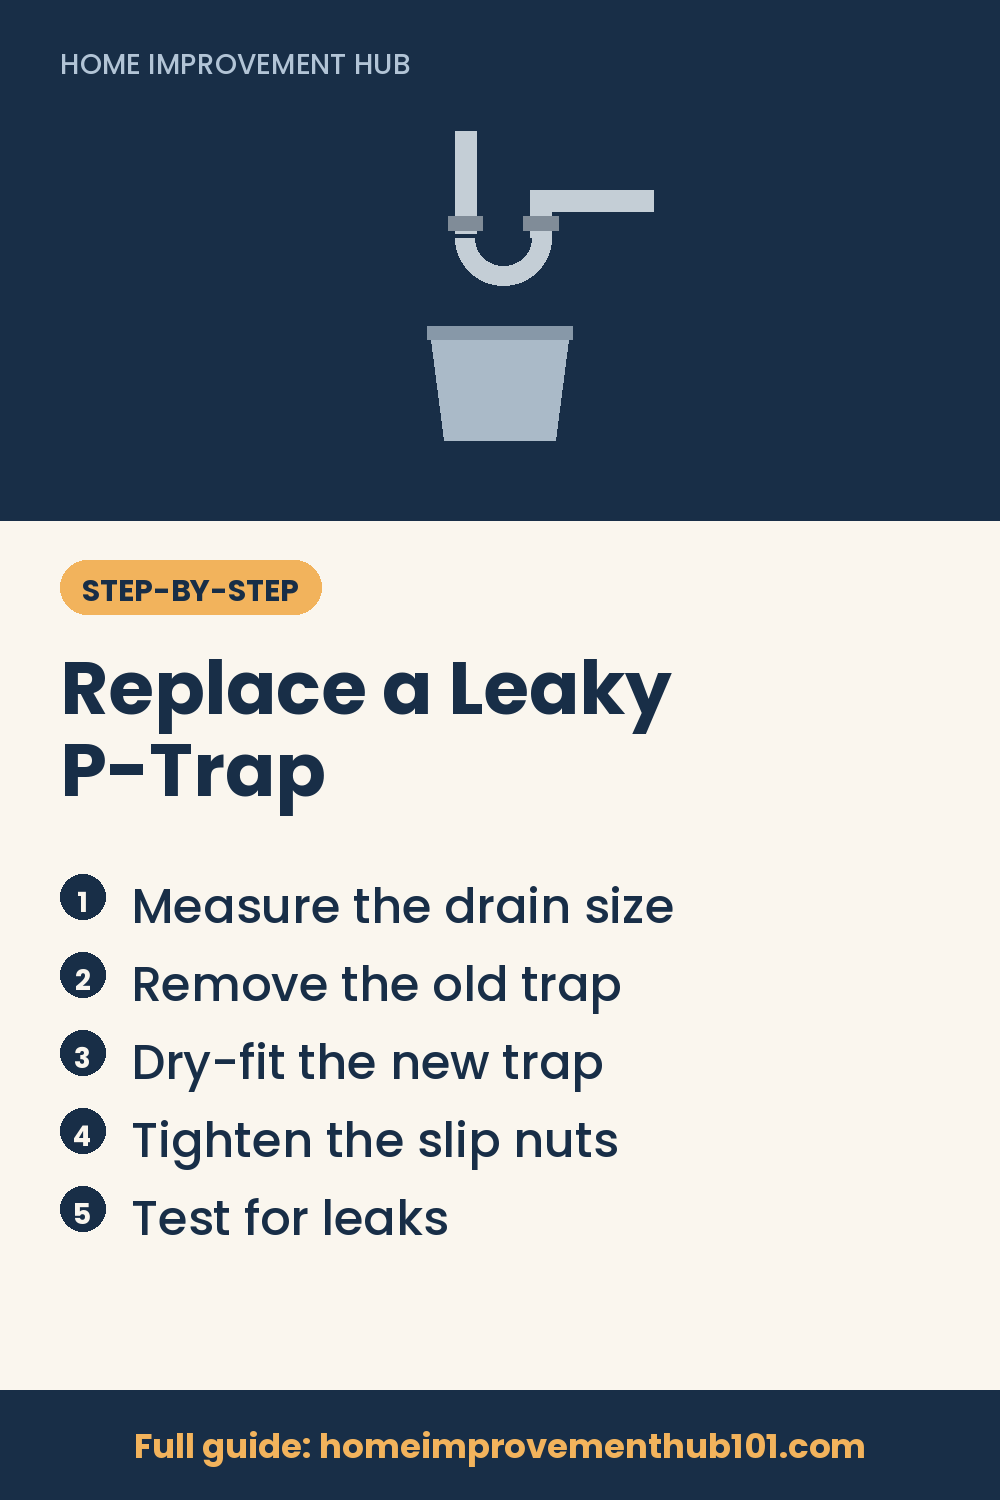 HOME IMPROVEMENT HUB
STEP-BY-STEP
Replace a Leaky
P-Trap
1 Measure the drain size
2 Remove the old trap
3 Dry-fit the new trap
4 Tighten the slip nuts
5 Test for leaks
Full guide: homeimprovementhub101.com